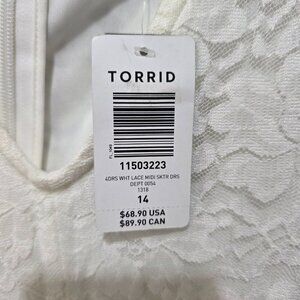 TORRID
11503223
4DRS WHT LACE MIDI SKTR DRS
DEPT 0054
1318
14
$68.90 USA
$89.90 CAN